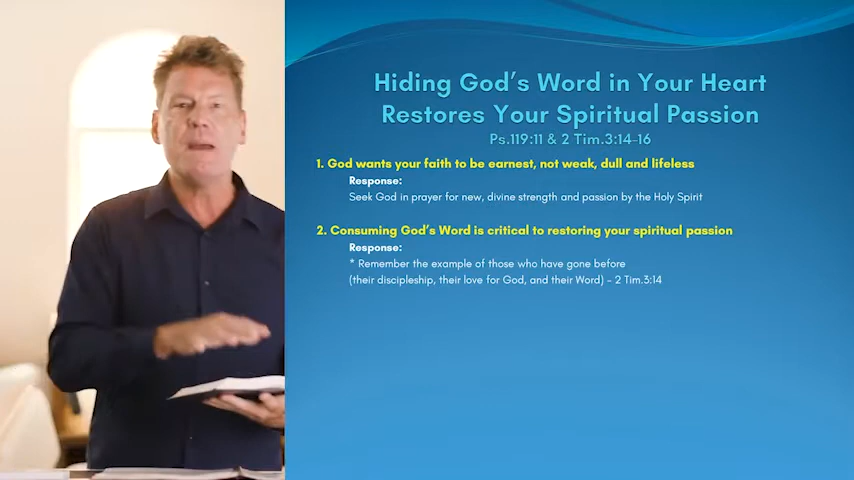 Hiding God's Word in Your Heart
Restores Your Spiritual Passion
Ps.119:11 & 2 Tim.3:14-16
1. God wants your faith to be earnest, not weak, dull and lifeless
Response:
Seek God in prayer for new, divine strength and passion by the Holy Spirit
2. Consuming God's Word is critical to restoring your spiritual passion
Response:
* Remember the example of those who have gone before
(their discipleship, their love for God, and their Word) - 2 Tim.3:14